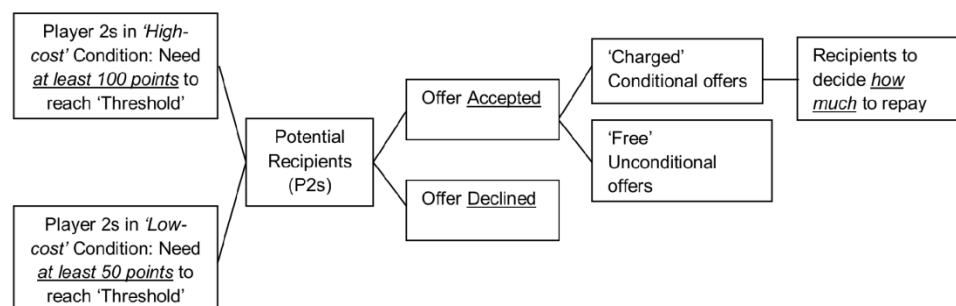 Player 2s in ‘High-
cost’ Condition: Need
at least 100 points to
reach ‘Threshold’
Potential
Recipients
(P2s)
Player 2s in ‘Low-
cost’ Condition: Need
at least 50 points to
reach ‘Threshold’
Offer Accepted
Offer Declined
‘Charged’
Conditional offers
‘Free’
Unconditional
offers
Recipients to
decide how
much to repay